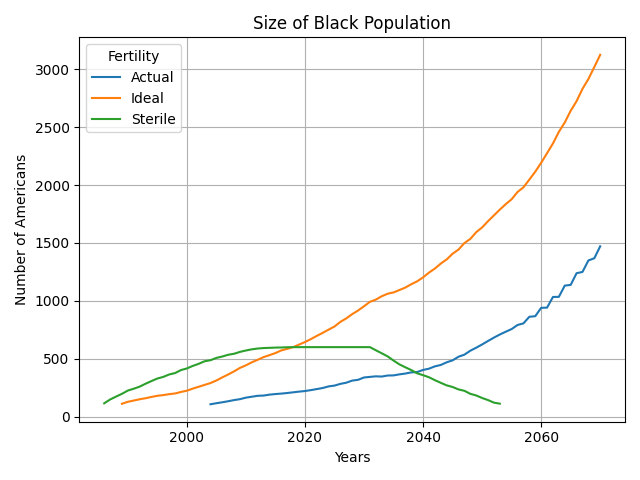 Size of Black Population
Fertility
Actual
Ideal
Sterile
Number of Americans
3000
2500
2000
1500
1000
500
0
2000
2020
2040
2060
Years